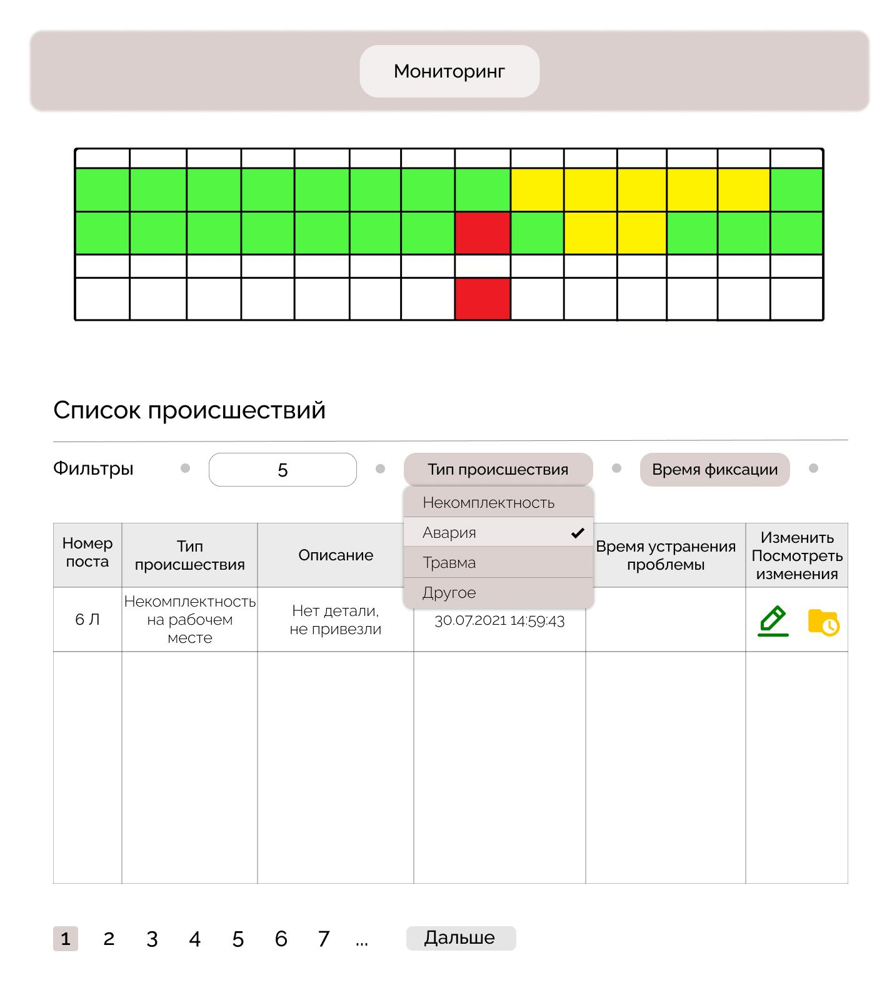 Мониторинг
Список происшествий
Фильтры
5
Тип происшествия
Время фиксации
Некомплектность
Авария
Травма
Другое
Номер
поста
Тип
происшествия
Описание
Время устранения
проблемы
Изменить
Посмотреть
изменения
6 Л
Некомплектность
на рабочем
месте
Нет детали,
не привезли
30.07.2021 14:59:43
1 2 3 4 5 6 7 ... Дальше